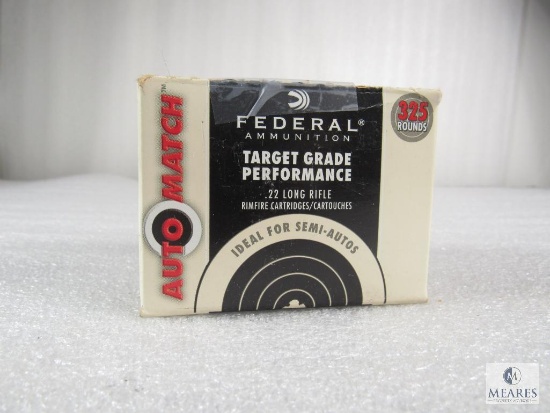 AUTO MATCH™
FEDERAL®
AMMUNITION
325
ROUNDS
TARGET GRADE
PERFORMANCE
.22 LONG RIFLE
RIMFIRE CARTRIDGES/CARTOUCHES
IDEAL FOR SEMI-AUTOS
MEARES